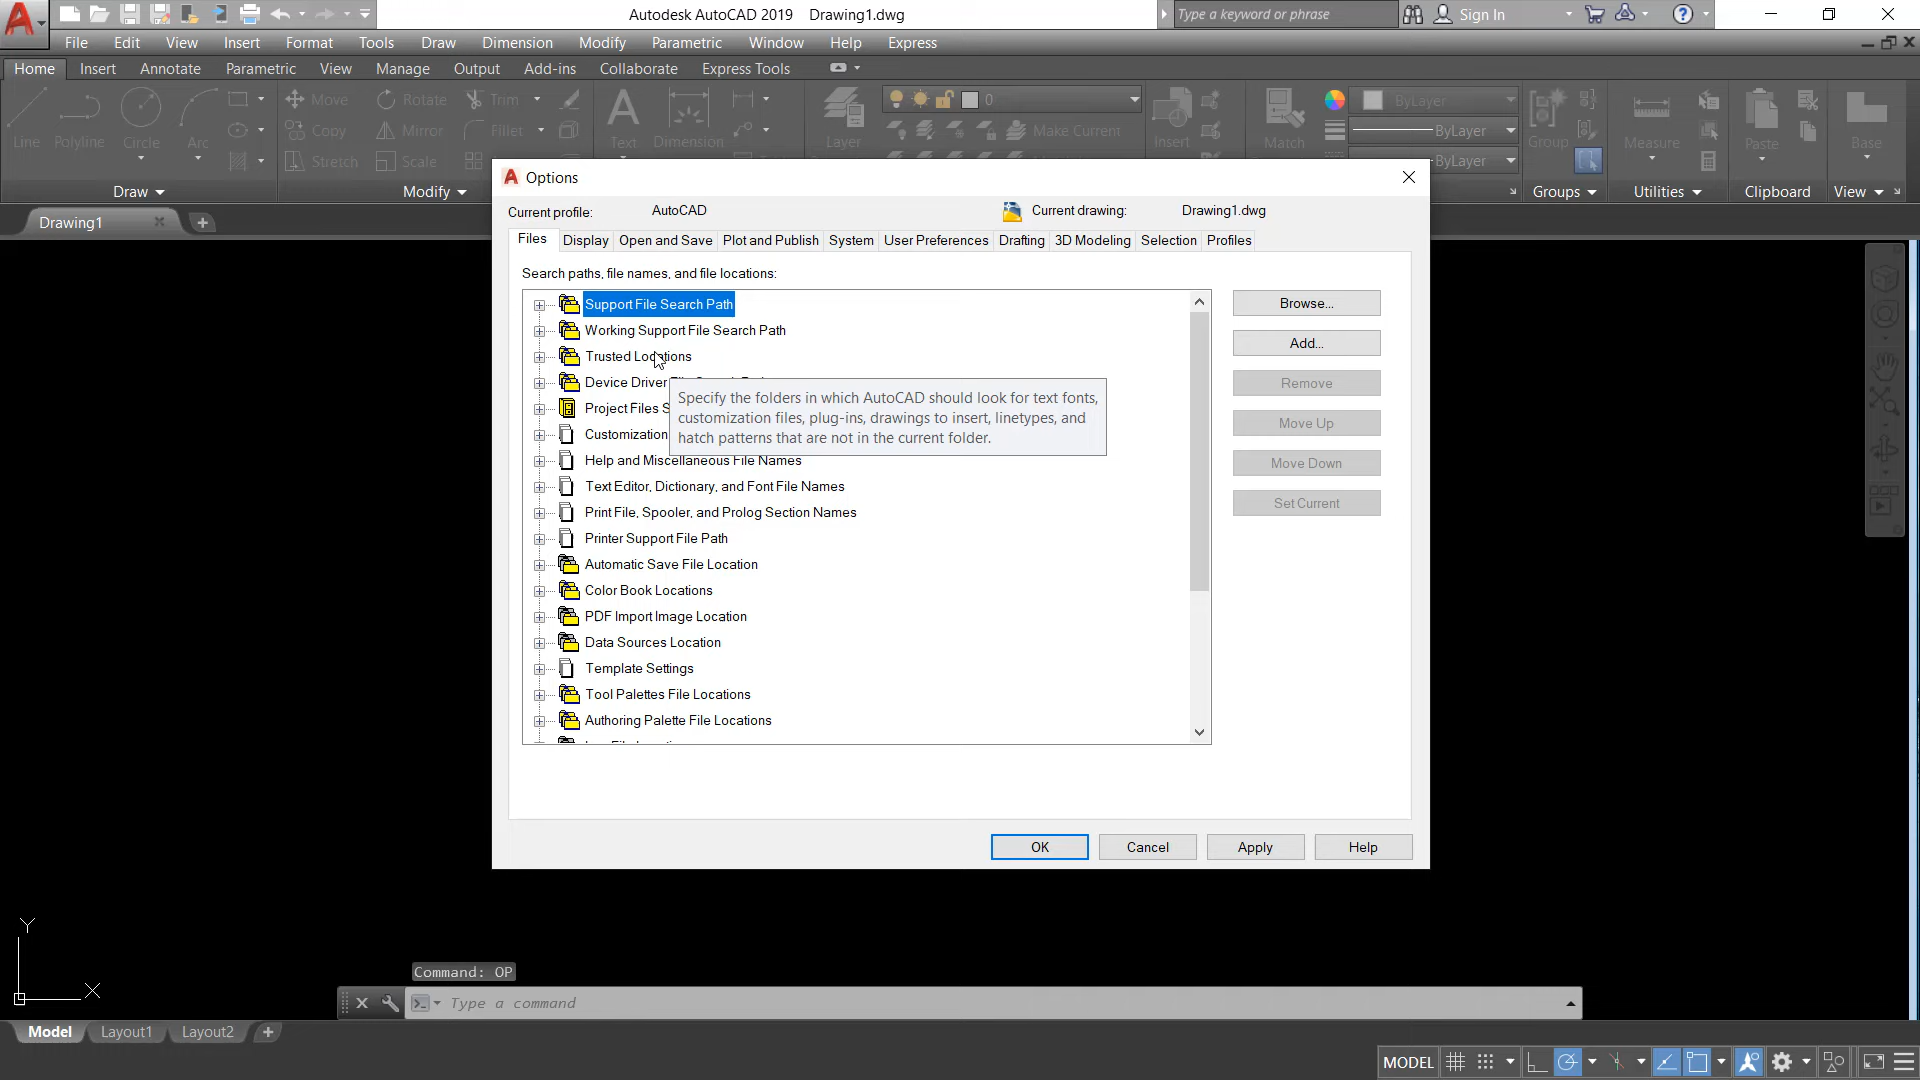 Autodesk AutoCAD 2019 Drawing1.dwg
Type a keyword or phrase
Sign In
File Edit View Insert Format Tools Draw Dimension Modify Parametric Window Help Express
Home Insert Annotate Parametric View Manage Output Add-ins Collaborate Express Tools
Line Polyline Circle Arc
Move Rotate Trim
Copy Mirror Fillet
Stretch Scale
Text Dimension
Layer
0
Make Current
Insert
Match
ByLayer
ByLayer
ByLayer
Group
Measure
Paste
Base
Draw Modify Groups Utilities Clipboard View
Drawing1
Options
Current profile: AutoCAD Current drawing: Drawing1.dwg
Files Display Open and Save Plot and Publish System User Preferences Drafting 3D Modeling Selection Profiles
Search paths, file names, and file locations:
Support File Search Path
Working Support File Search Path
Trusted Locations
Device Driver
Project Files S
Customization
Specify the folders in which AutoCAD should look for text fonts,
customization files, plug-ins, drawings to insert, linetypes, and
hatch patterns that are not in the current folder.
Help and Miscellaneous File Names
Text Editor, Dictionary, and Font File Names
Print File, Spooler, and Prolog Section Names
Printer Support File Path
Automatic Save File Location
Color Book Locations
PDF Import Image Location
Data Sources Location
Template Settings
Tool Palettes File Locations
Authoring Palette File Locations
Browse...
Add...
Remove
Move Up
Move Down
Set Current
OK Cancel Apply Help
Y
X
Command: OP
Type a command
Model Layout1 Layout2
MODEL